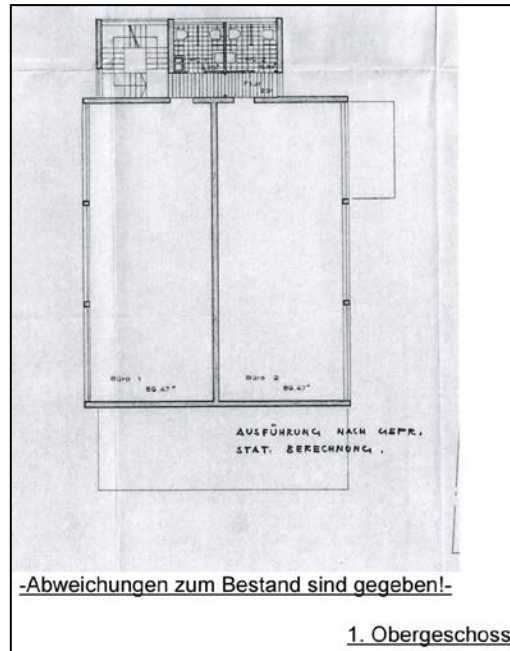 Büro 1
Büro 2
AUSFÜHRUNG NACH GEPR.
STAT. BERECHNUNG.
-Abweichungen zum Bestand sind gegeben!-
1. Obergeschoss